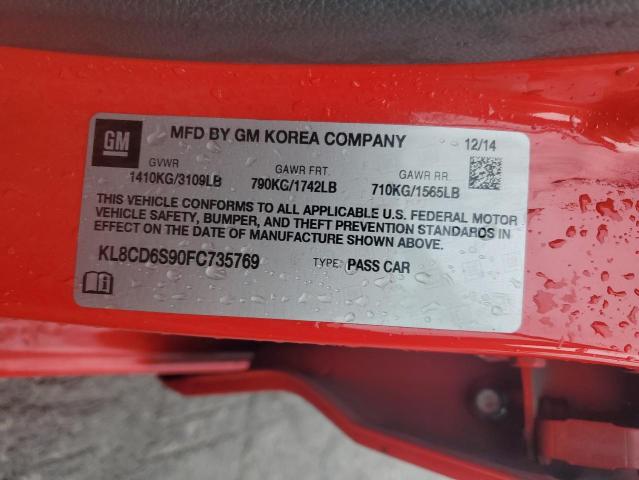 GM
MFD BY GM KOREA COMPANY 12/14
GVWR GAWR FRT. GAWR RR.
1410KG/3109LB 790KG/1742LB 710KG/1565LB
THIS VEHICLE CONFORMS TO ALL APPLICABLE U.S. FEDERAL MOTOR
VEHICLE SAFETY, BUMPER, AND THEFT PREVENTION STANDARDS IN
EFFECT ON THE DATE OF MANUFACTURE SHOWN ABOVE.
KL8CD6S90FC735769 TYPE: PASS CAR